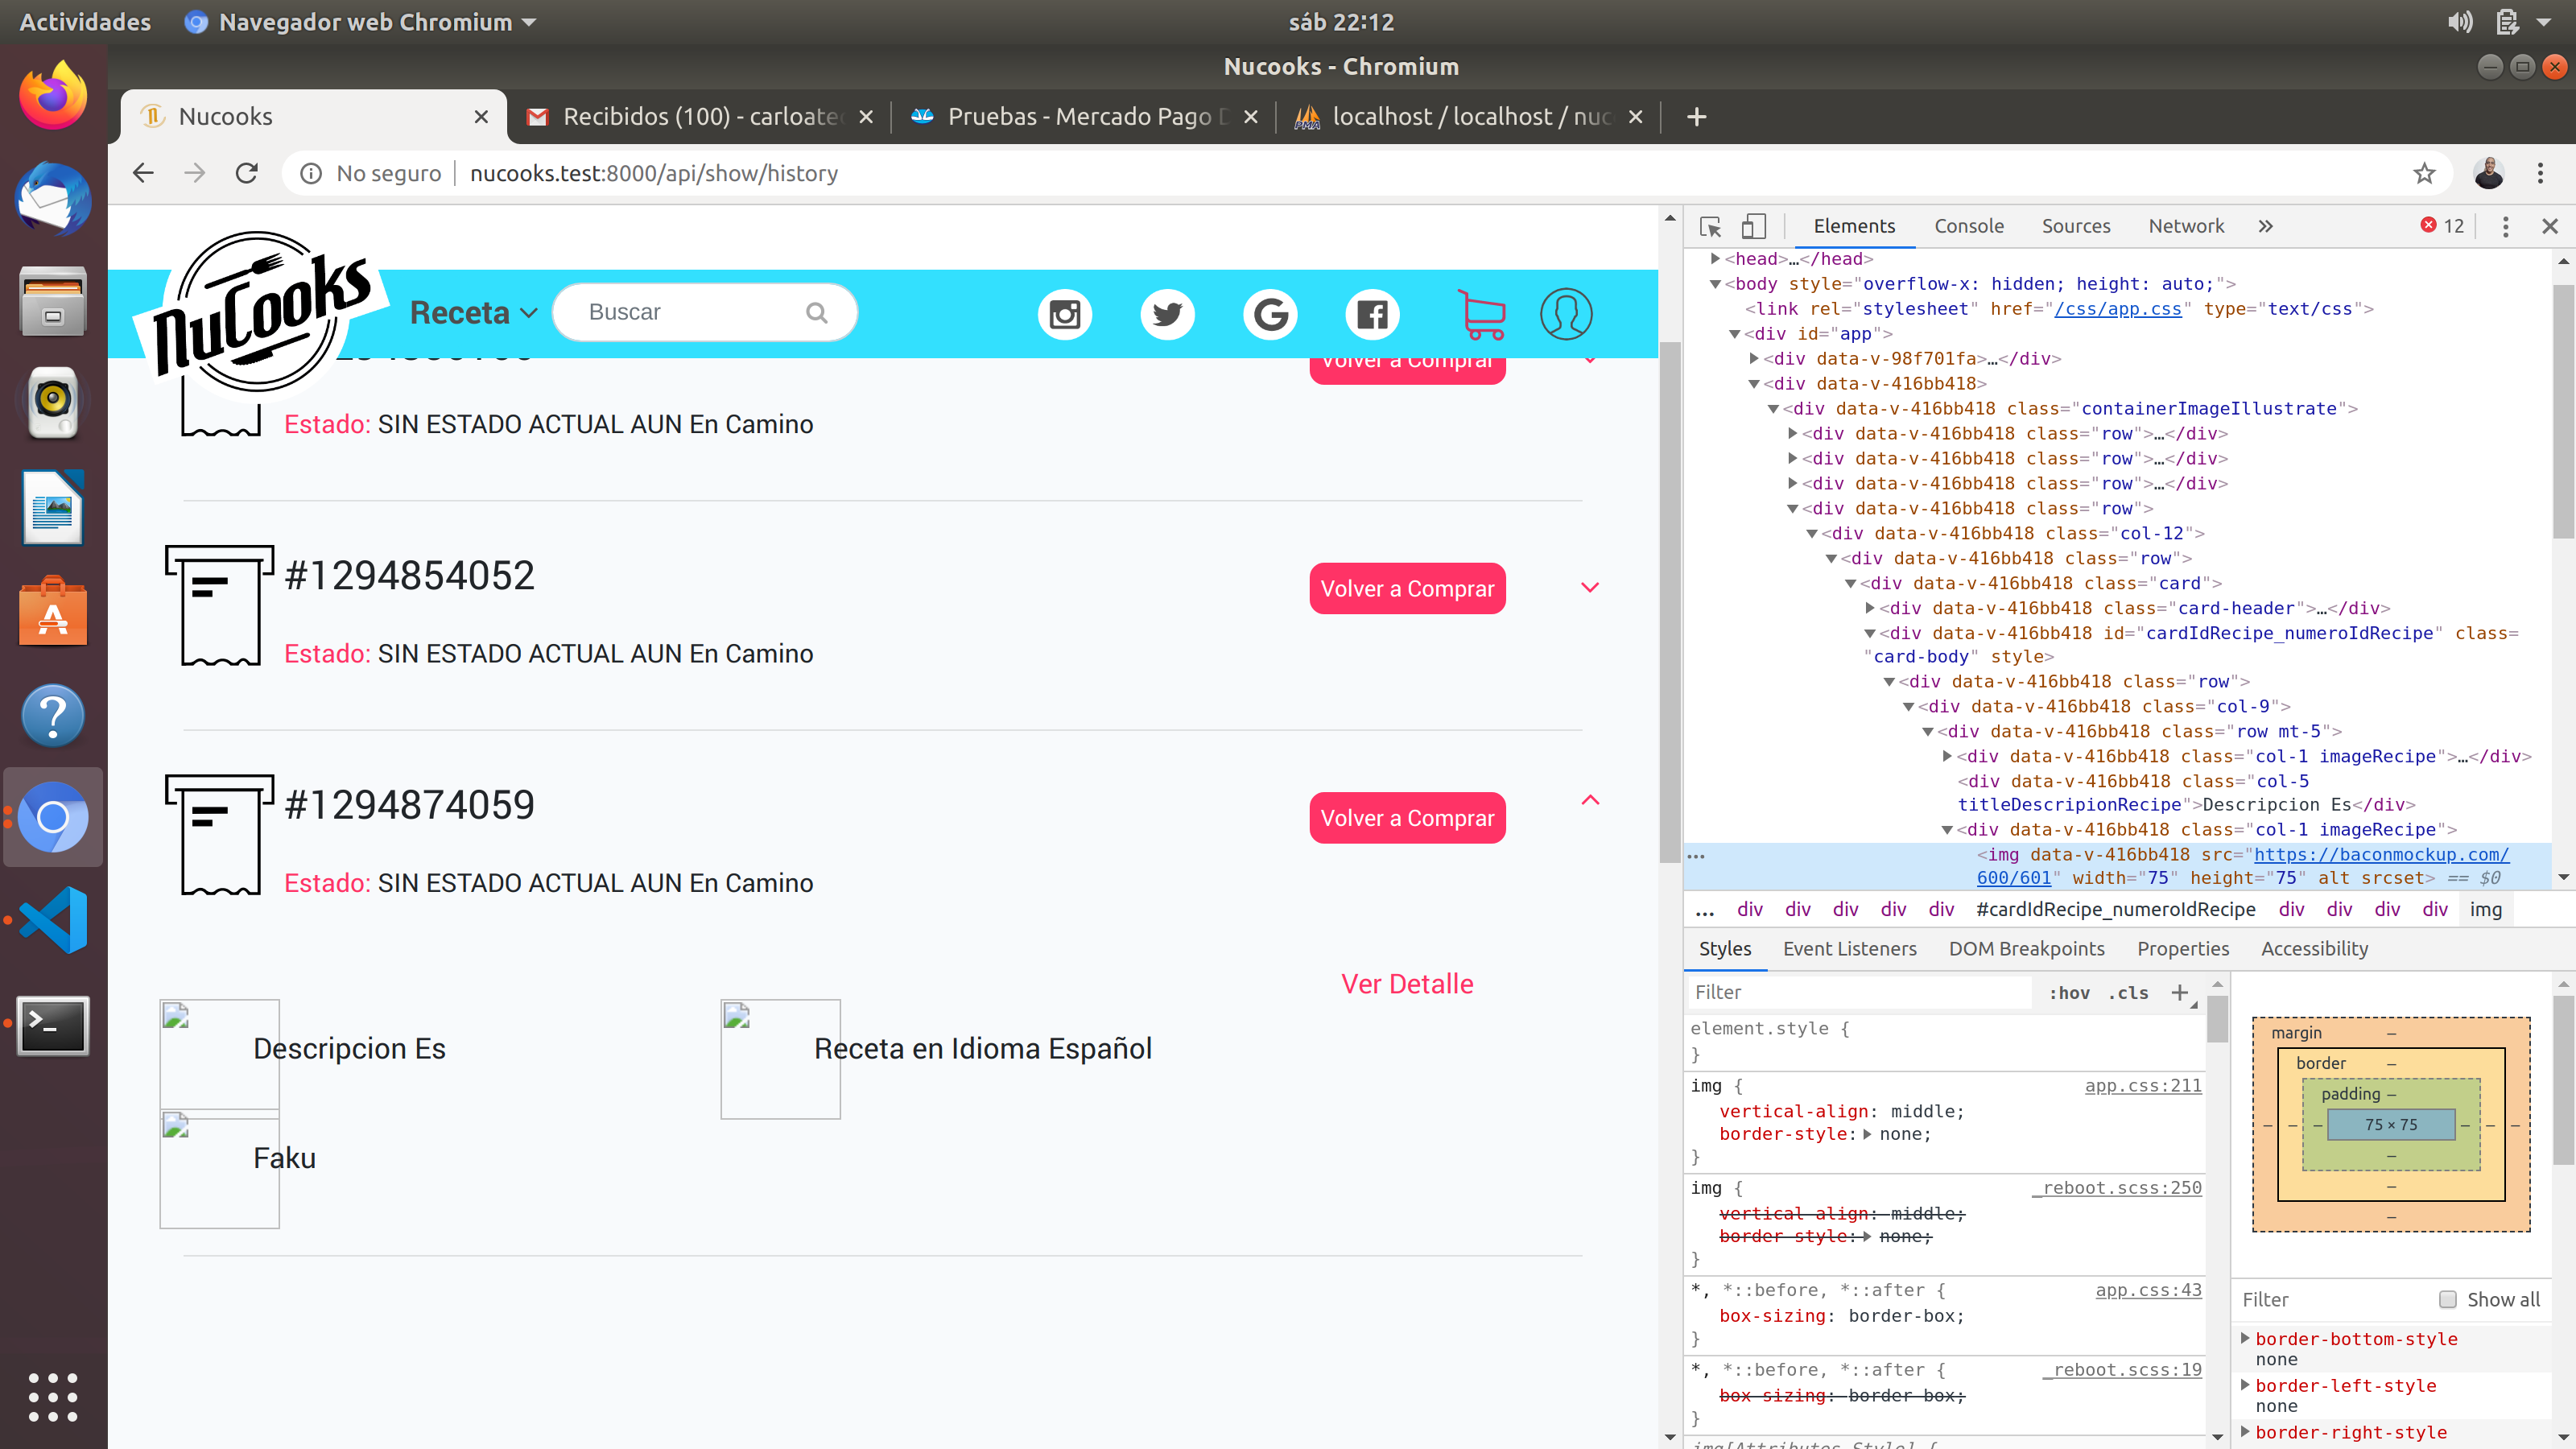 Actividades
Navegador web Chromium
sáb 22:12
Nucooks - Chromium
Nucooks
Recibidos (100) - carloate
Pruebas - Mercado Pago D
localhost / localhost / nuc
No seguro
nucooks.test:8000/api/show/history
NuCooks
Receta
Buscar
Volver a Comprar
Estado: SIN ESTADO ACTUAL AUN En Camino
#1294854052
Volver a Comprar
Estado: SIN ESTADO ACTUAL AUN En Camino
#1294874059
Volver a Comprar
Estado: SIN ESTADO ACTUAL AUN En Camino
Ver Detalle
Descripcion Es
Receta en Idioma Español
Faku
Elements
Console
Sources
Network
12
<head>…</head>
<body style="overflow-x: hidden; height: auto;">
<link rel="stylesheet" href="/css/app.css" type="text/css">
<div id="app">
<div data-v-98f701fa>…</div>
<div data-v-416bb418>
<div data-v-416bb418 class="containerImageIllustrate">
<div data-v-416bb418 class="row">…</div>
<div data-v-416bb418 class="row">…</div>
<div data-v-416bb418 class="row">…</div>
<div data-v-416bb418 class="row">
<div data-v-416bb418 class="col-12">
<div data-v-416bb418 class="row">
<div data-v-416bb418 class="card">
<div data-v-416bb418 class="card-header">…</div>
<div data-v-416bb418 id="cardIdRecipe_numeroIdRecipe" class=
"card-body" style>
<div data-v-416bb418 class="row">
<div data-v-416bb418 class="col-9">
<div data-v-416bb418 class="row mt-5">
<div data-v-416bb418 class="col-1 imageRecipe">…</div>
<div data-v-416bb418 class="col-5
titleDescripionRecipe">Descripcion Es</div>
<div data-v-416bb418 class="col-1 imageRecipe">
<img data-v-416bb418 src="https://baconmockup.com/
600/601" width="75" height="75" alt srcset> == $0
… div div div div div #cardIdRecipe_numeroIdRecipe div div div div img
Styles
Event Listeners
DOM Breakpoints
Properties
Accessibility
Filter
:hov .cls +
element.style {
}
img {
app.css:211
vertical-align: middle;
border-style: none;
}
img {
_reboot.scss:250
vertical-align: middle;
border-style: none;
}
*, *::before, *::after {
app.css:43
box-sizing: border-box;
}
*, *::before, *::after {
_reboot.scss:19
box-sizing: border-box;
}
img[Attributes Style] {
margin –
border –
padding –
75 × 75
Filter
Show all
border-bottom-style
none
border-left-style
none
border-right-style